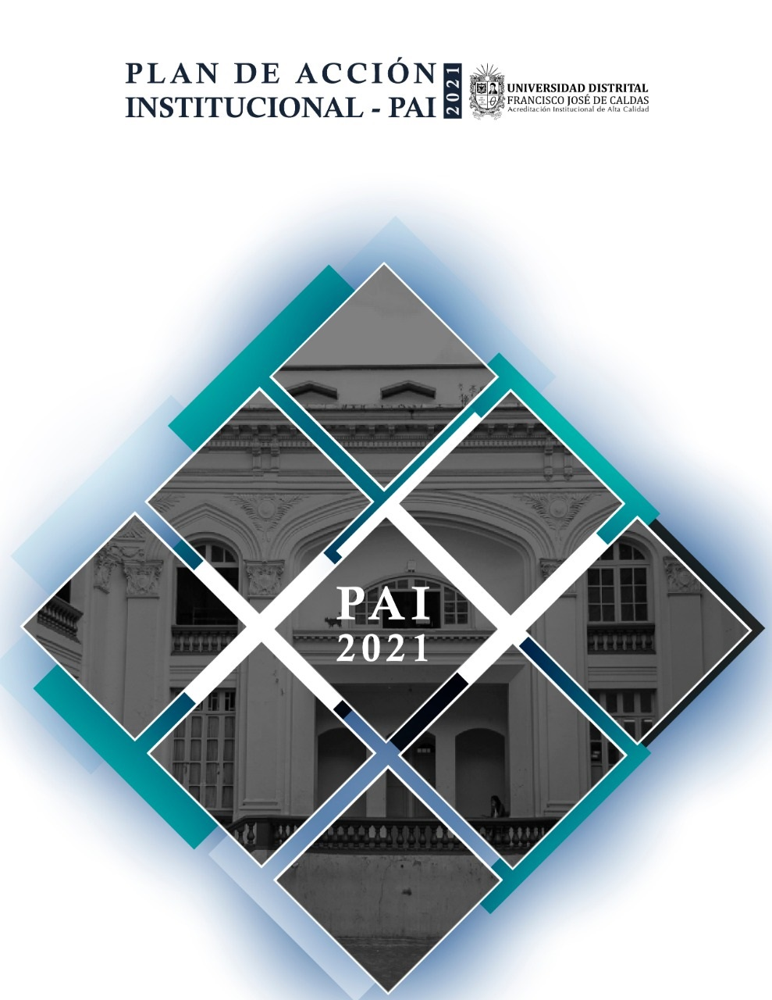 PLAN DE ACCIÓN
INSTITUCIONAL - PAI
2021
UNIVERSIDAD DISTRITAL
FRANCISCO JOSÉ DE CALDAS
Acreditación Institucional de Alta Calidad
PAI
2021